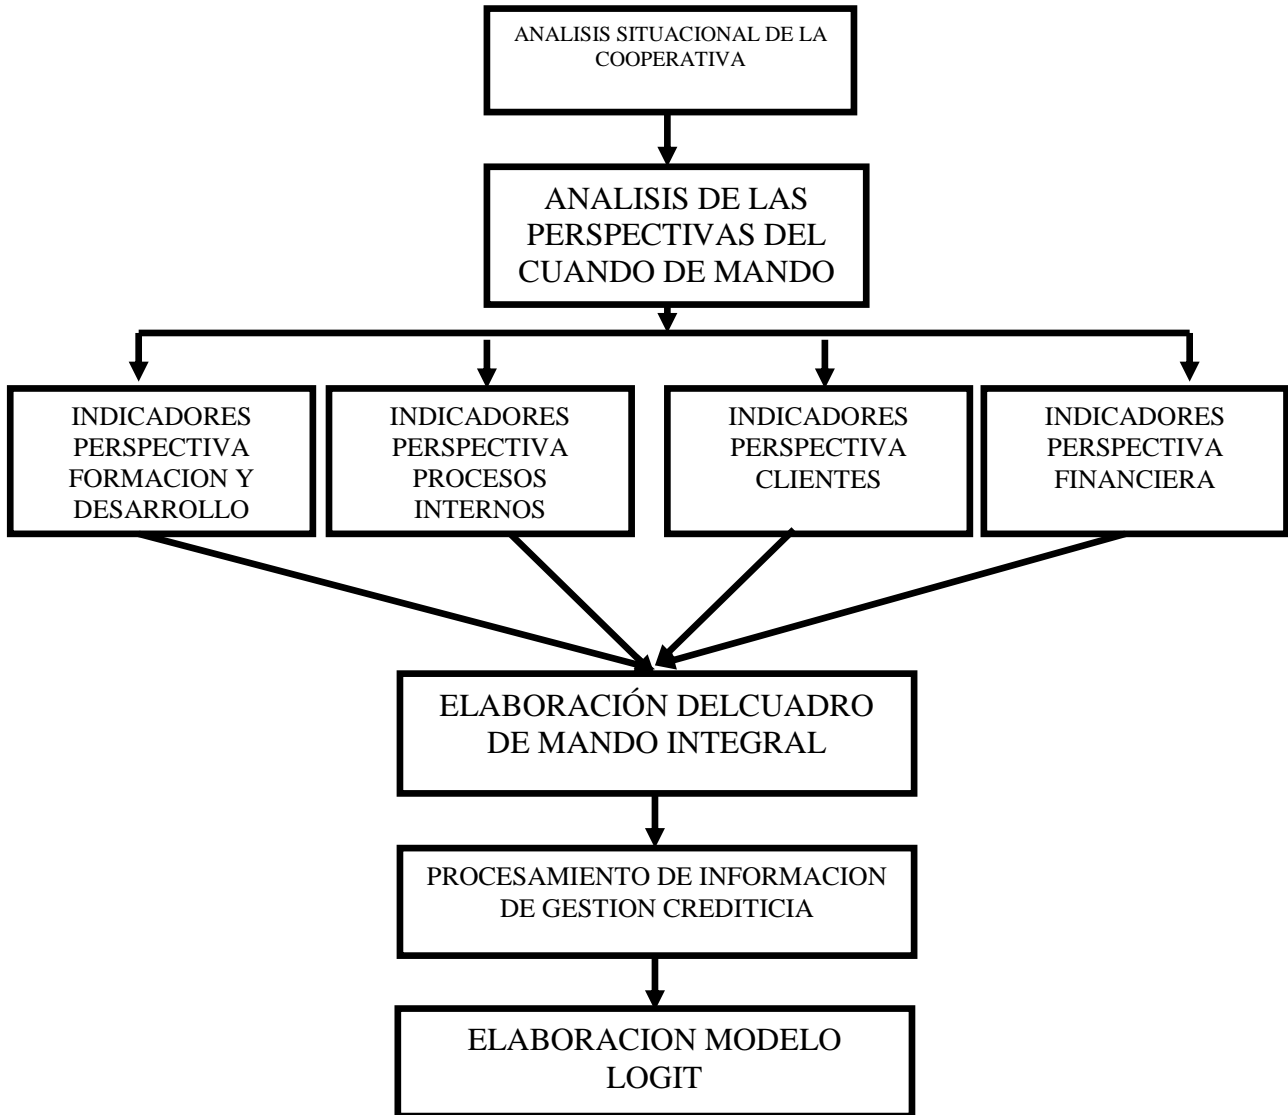 ANALISIS SITUACIONAL DE LA
COOPERATIVA
ANALISIS DE LAS
PERSPECTIVAS DEL
CUANDO DE MANDO
INDICADORES
PERSPECTIVA
FORMACION Y
DESARROLLO
INDICADORES
PERSPECTIVA
PROCESOS
INTERNOS
INDICADORES
PERSPECTIVA
CLIENTES
INDICADORES
PERSPECTIVA
FINANCIERA
ELABORACIÓN DELCUADRO
DE MANDO INTEGRAL
PROCESAMIENTO DE INFORMACION
DE GESTION CREDITICIA
ELABORACION MODELO
LOGIT